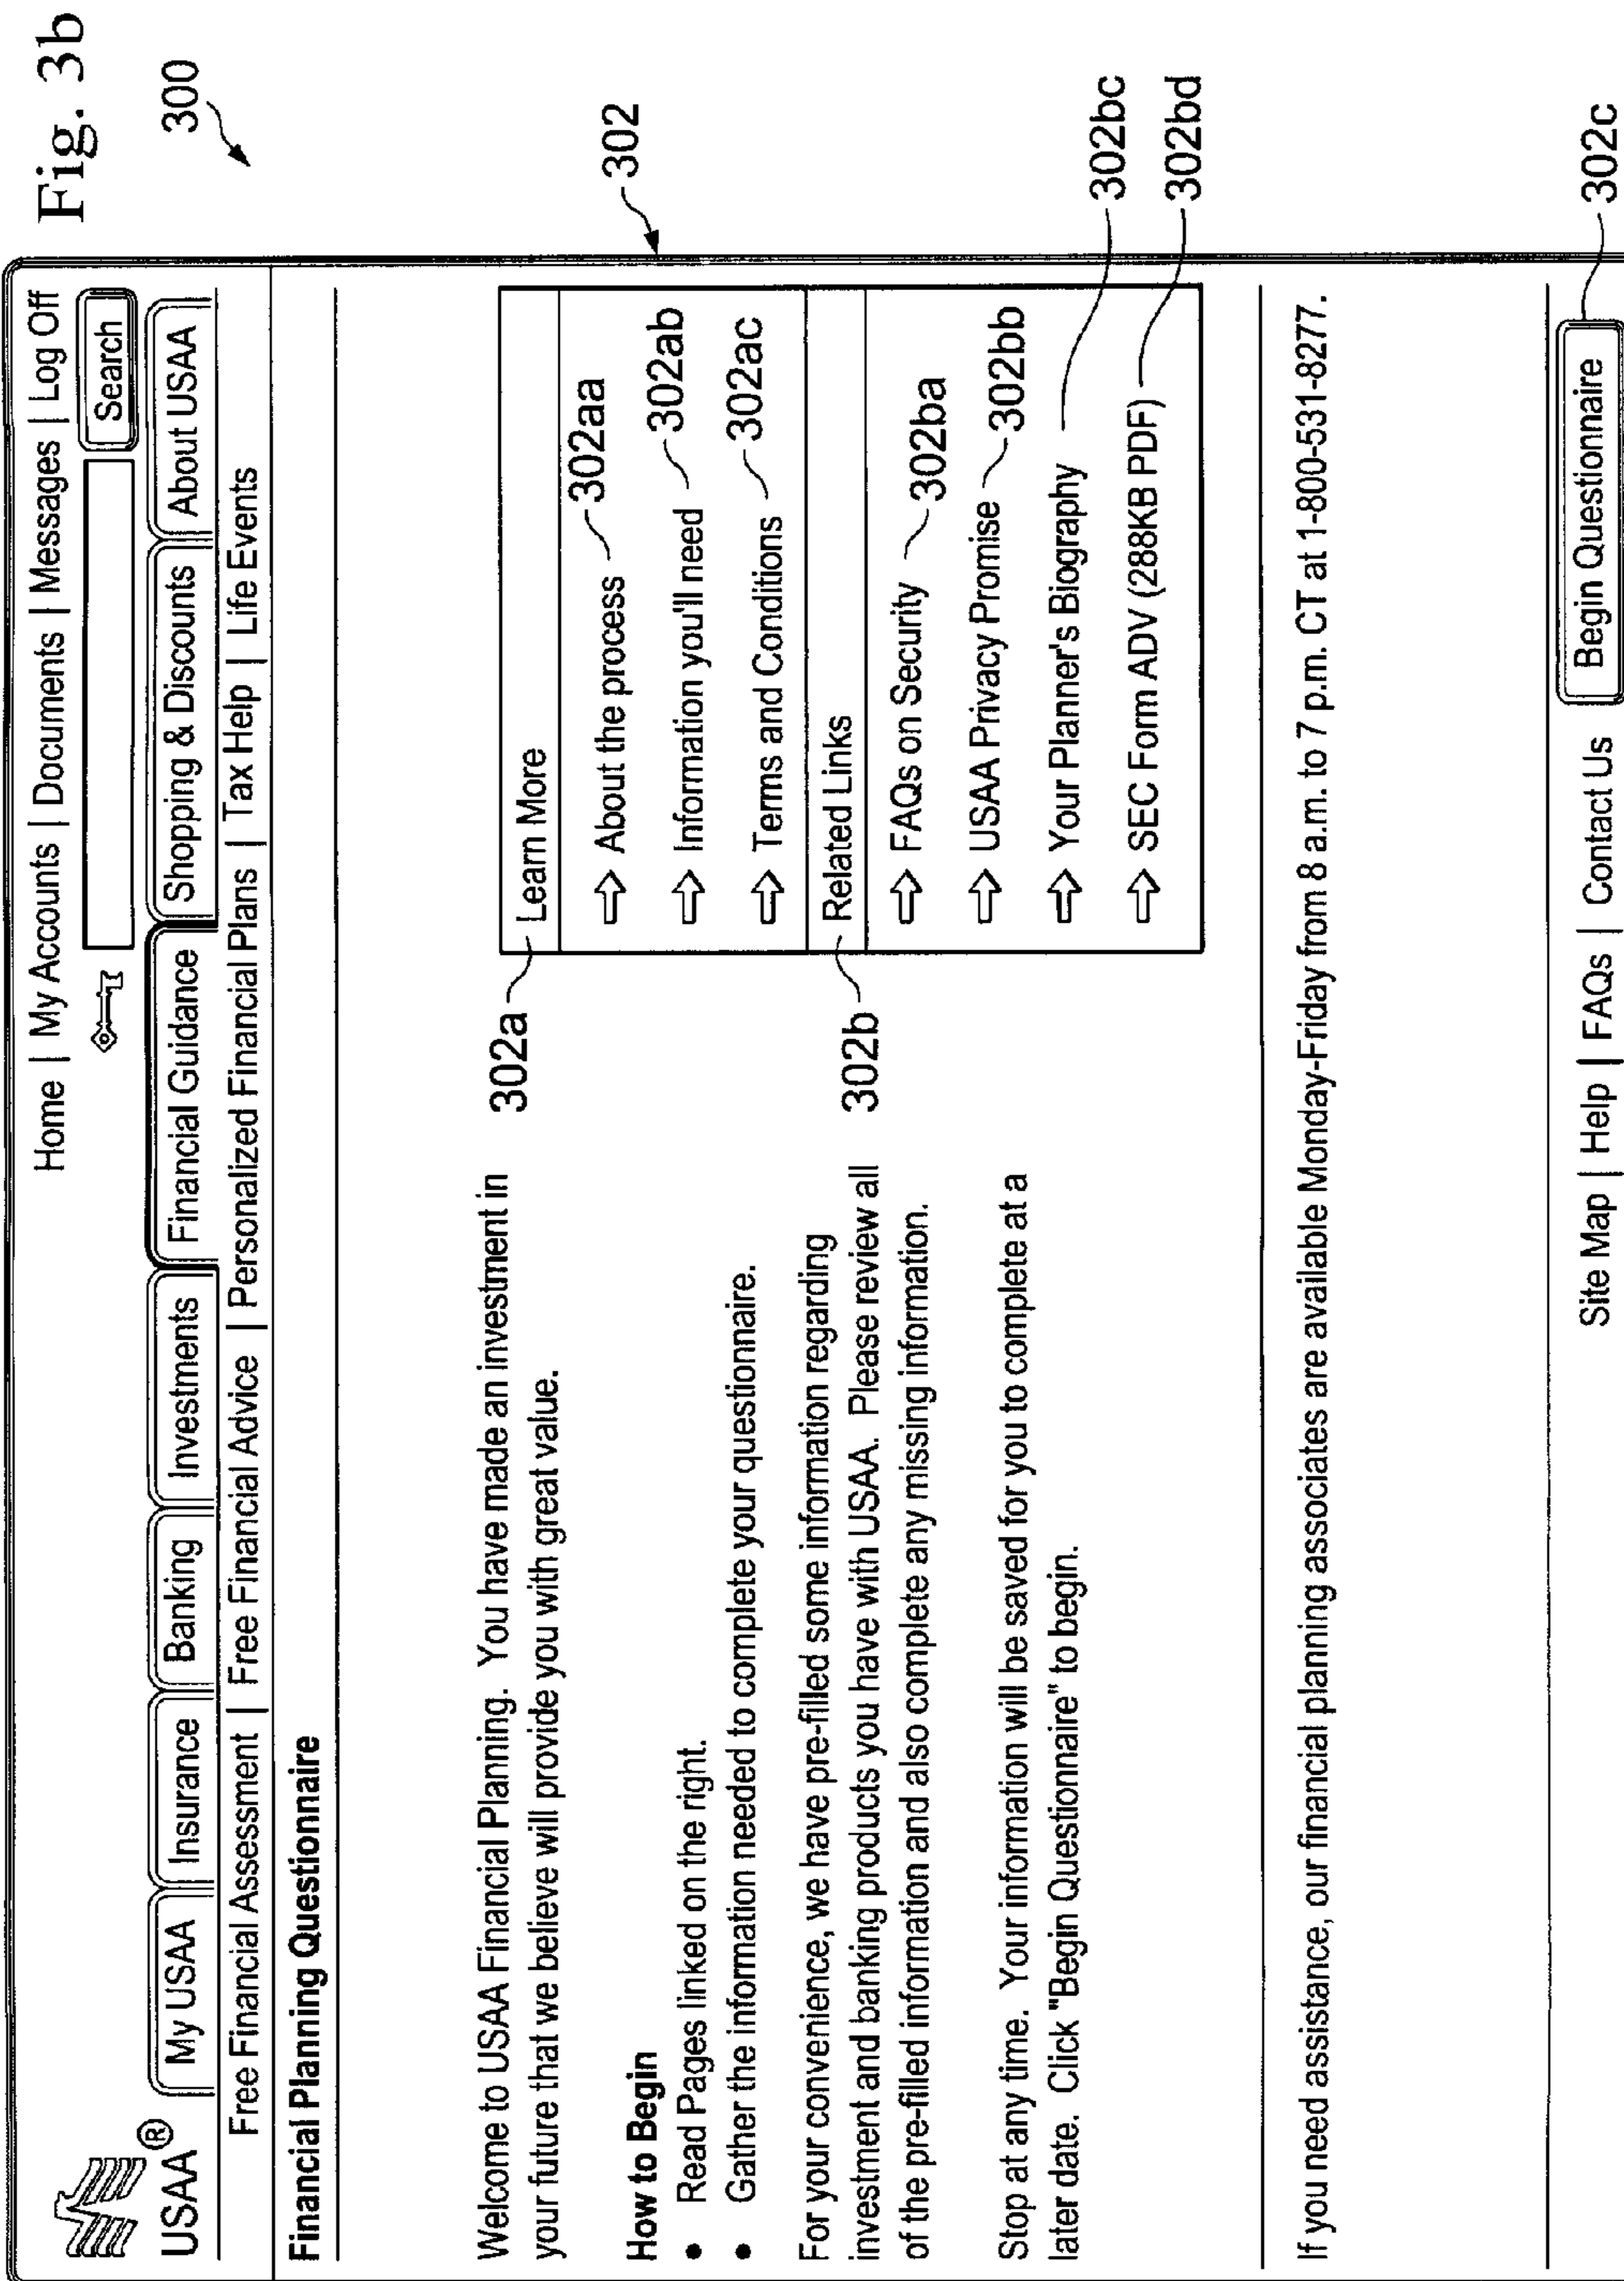 Fig. 3b
300
Home | My Accounts | Documents | Messages | Log Off
Search
USAA®
My USAA Insurance Banking Investments Financial Guidance Shopping & Discounts About USAA
Free Financial Assessment | Free Financial Advice | Personalized Financial Plans | Tax Help | Life Events
Financial Planning Questionnaire
302
Welcome to USAA Financial Planning. You have made an investment in
your future that we believe will provide you with great value.
How to Begin
• Read Pages linked on the right.
• Gather the information needed to complete your questionnaire.
For your convenience, we have pre-filled some information regarding
investment and banking products you have with USAA. Please review all
of the pre-filled information and also complete any missing information.
Stop at any time. Your information will be saved for you to complete at a
later date. Click "Begin Questionnaire" to begin.
302a Learn More
⇨ About the process 302aa
⇨ Information you'll need 302ab
⇨ Terms and Conditions 302ac
302b Related Links
⇨ FAQs on Security 302ba
⇨ USAA Privacy Promise 302bb
⇨ Your Planner's Biography 302bc
⇨ SEC Form ADV (288KB PDF) 302bd
If you need assistance, our financial planning associates are available Monday-Friday from 8 a.m. to 7 p.m. CT at 1-800-531-8277.
Site Map | Help | FAQs | Contact Us Begin Questionnaire 302c